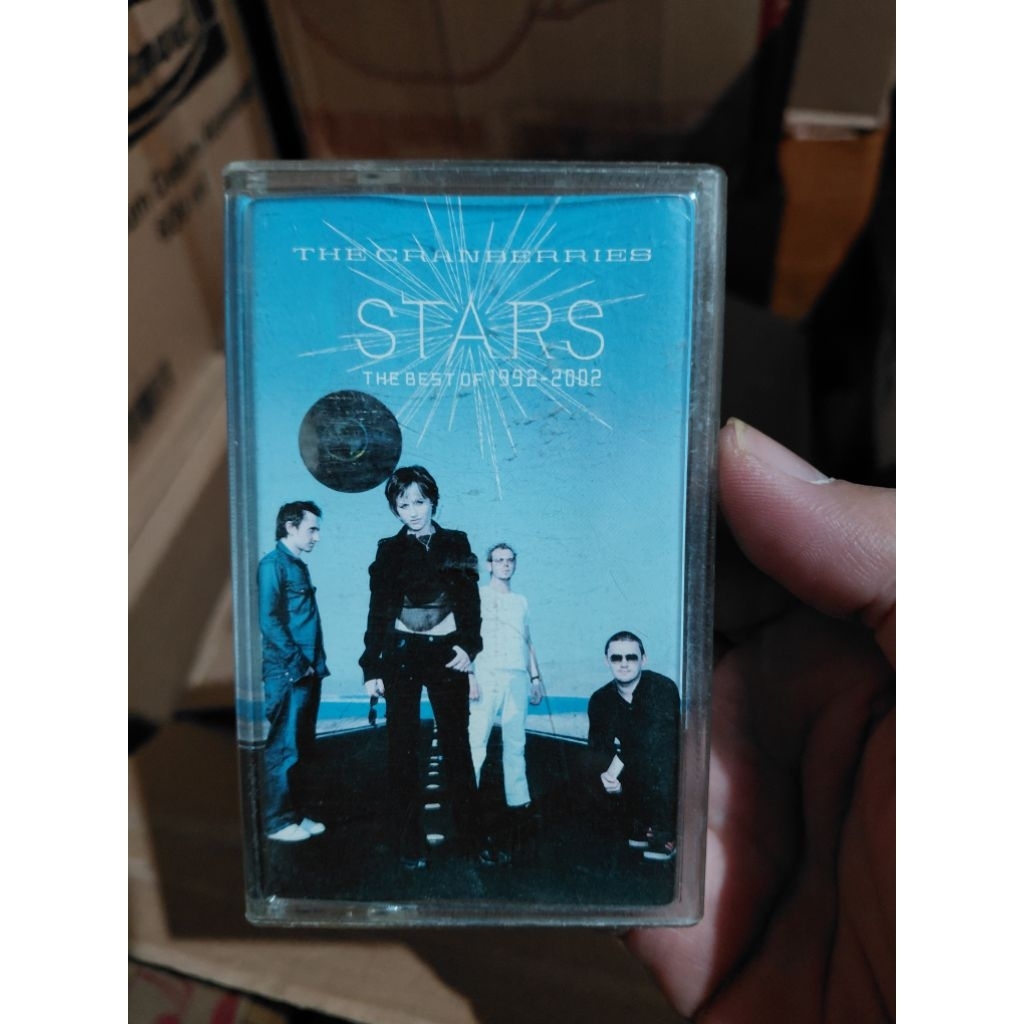 THE CRANBERRIES
STARS
THE BEST OF 1992-2002